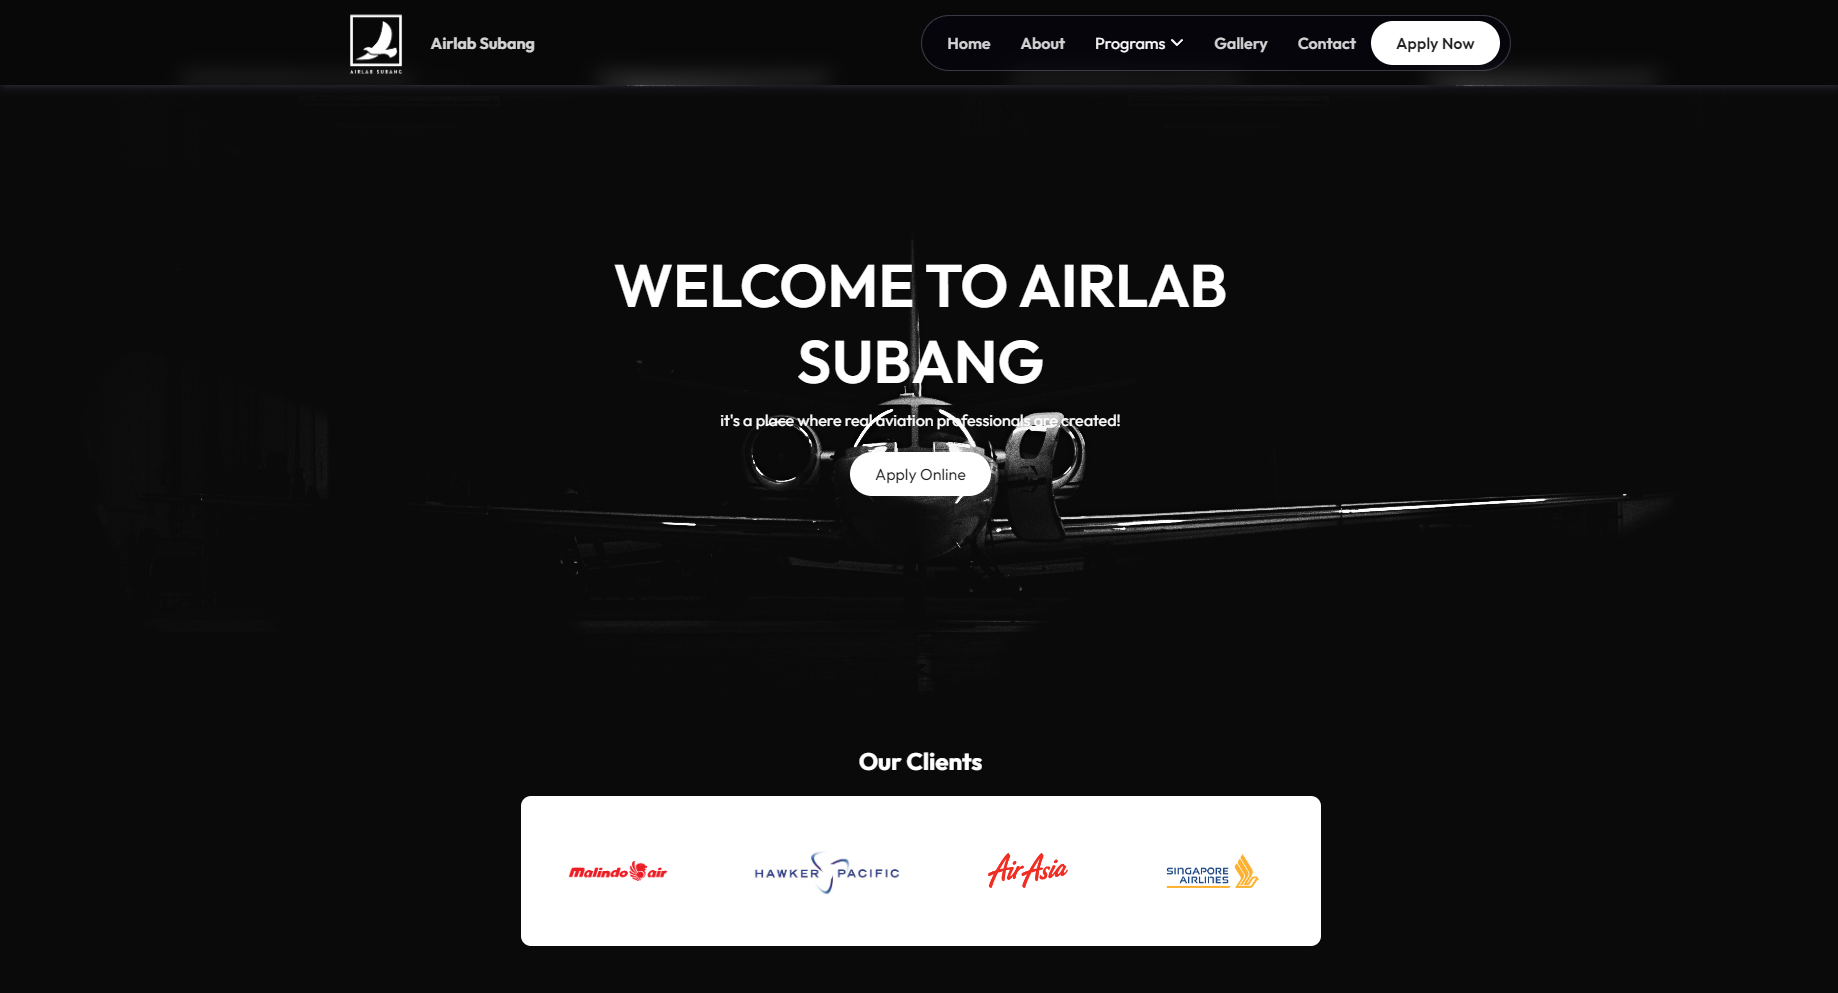 AIRLAB SUBANG
Airlab Subang
Home About Programs Gallery Contact Apply Now
WELCOME TO AIRLAB
SUBANG
it's a place where real aviation professionals are created!
Apply Online
Our Clients
Malindo air
HAWKER PACIFIC
AirAsia
SINGAPORE
AIRLINES